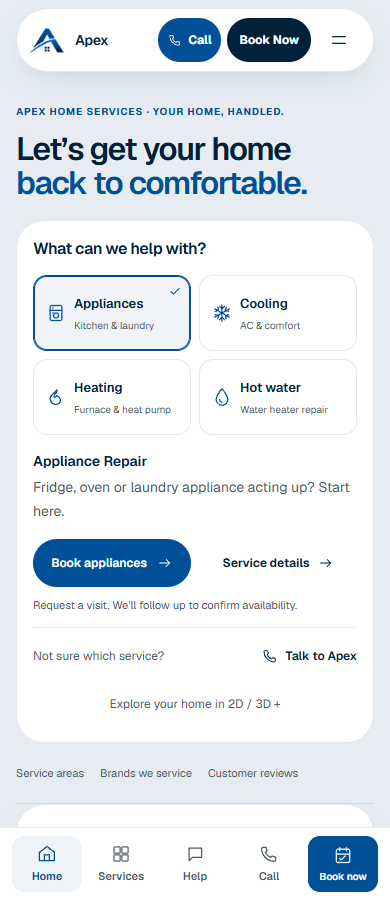 Apex
Call
Book Now
APEX HOME SERVICES · YOUR HOME, HANDLED.
Let’s get your home
back to comfortable.
What can we help with?
Appliances
Kitchen & laundry
Cooling
AC & comfort
Heating
Furnace & heat pump
Hot water
Water heater repair
Appliance Repair
Fridge, oven or laundry appliance acting up? Start
here.
Book appliances
Service details
Request a visit. We’ll follow up to confirm availability.
Not sure which service?
Talk to Apex
Explore your home in 2D / 3D +
Service areas
Brands we service
Customer reviews
Home
Services
Help
Call
Book now